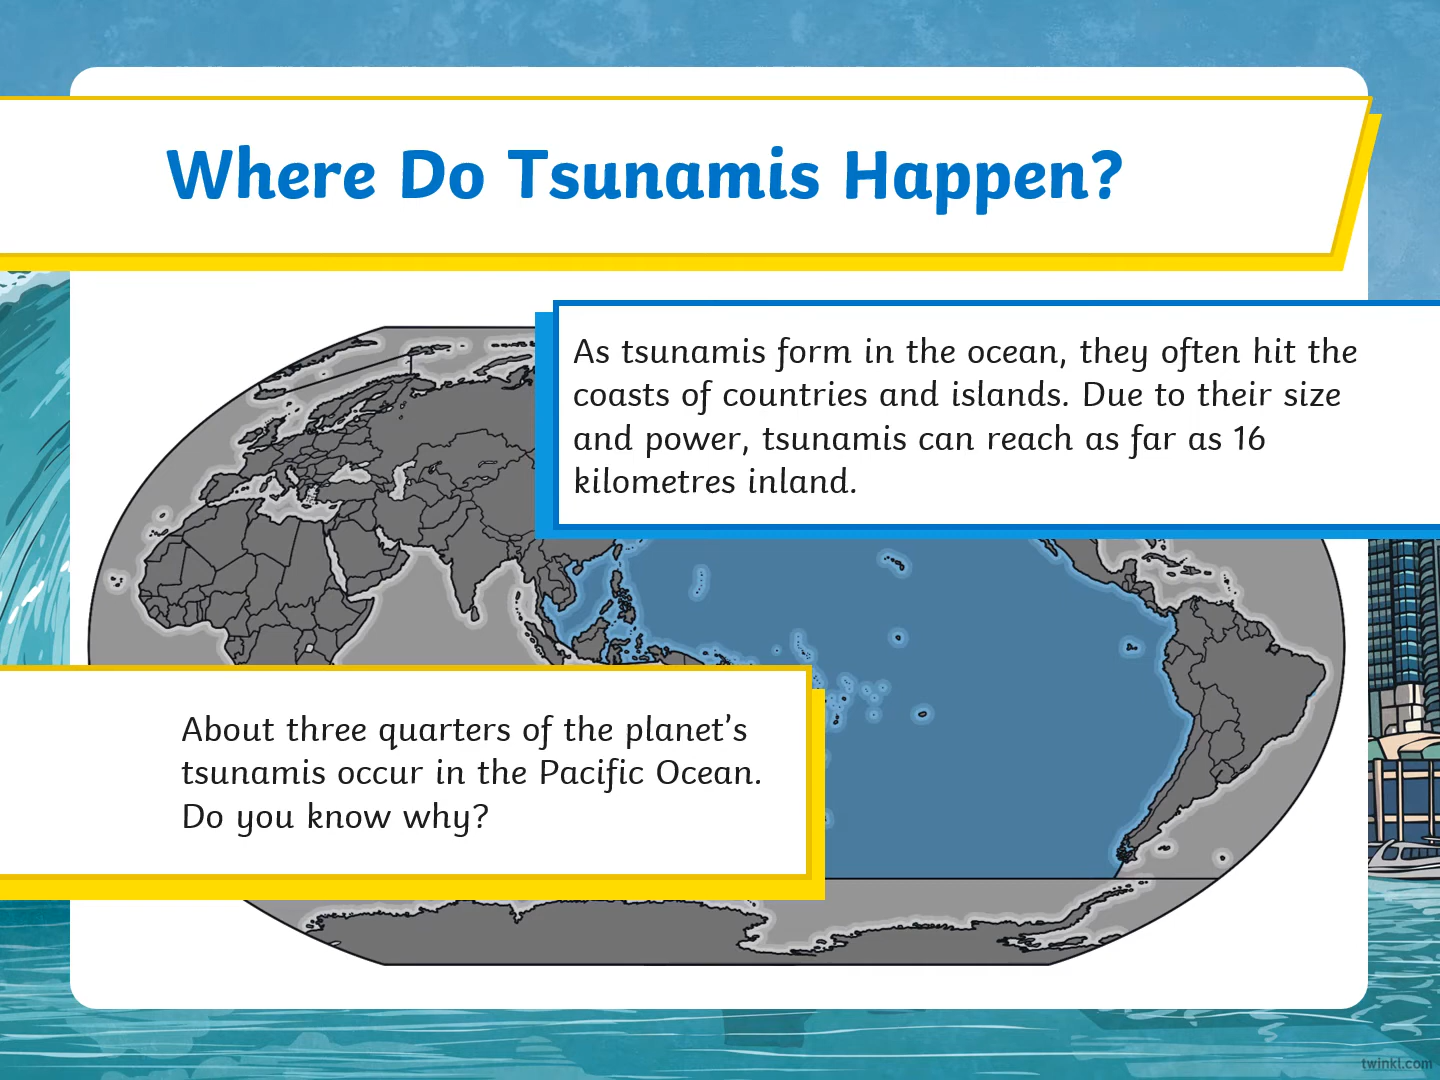 Where Do Tsunamis Happen?
As tsunamis form in the ocean, they often hit the
coasts of countries and islands. Due to their size
and power, tsunamis can reach as far as 16
kilometres inland.
About three quarters of the planet's
tsunamis occur in the Pacific Ocean.
Do you know why?
twinkl.com